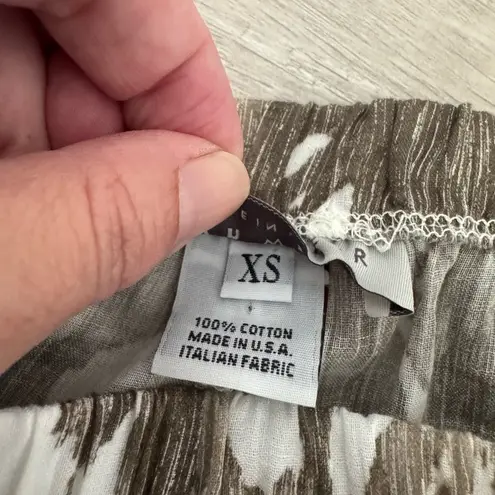 XS
100% COTTON
MADE IN U.S.A.
ITALIAN FABRIC